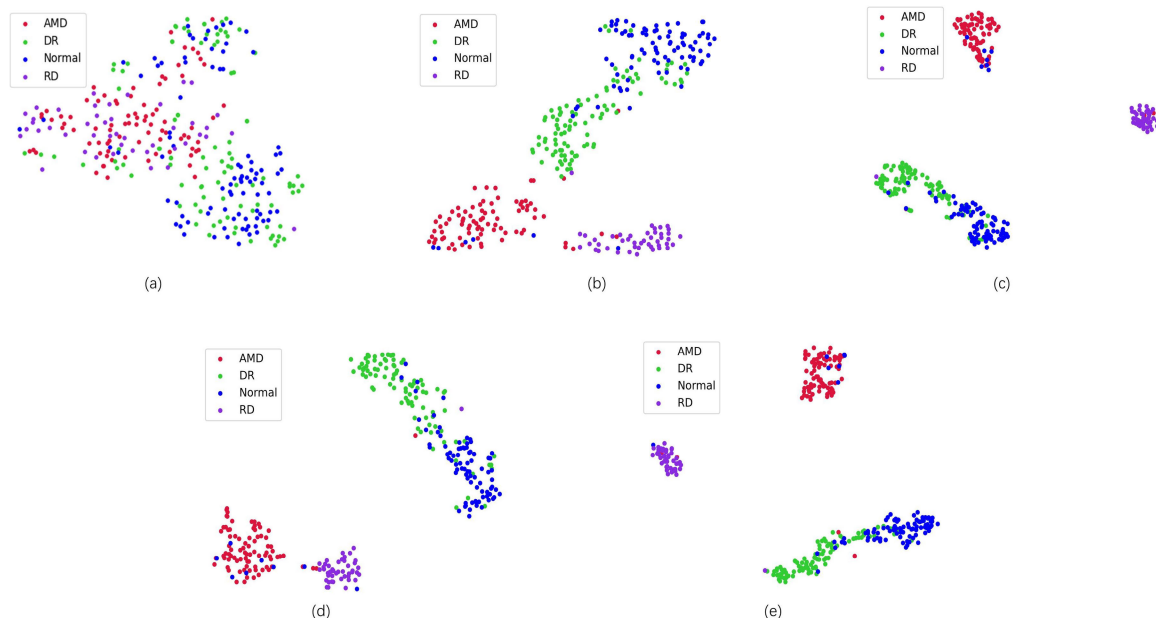 AMD
DR
Normal
RD
(a)
AMD
DR
Normal
RD
(b)
AMD
DR
Normal
RD
(c)
AMD
DR
Normal
RD
(d)
AMD
DR
Normal
RD
(e)